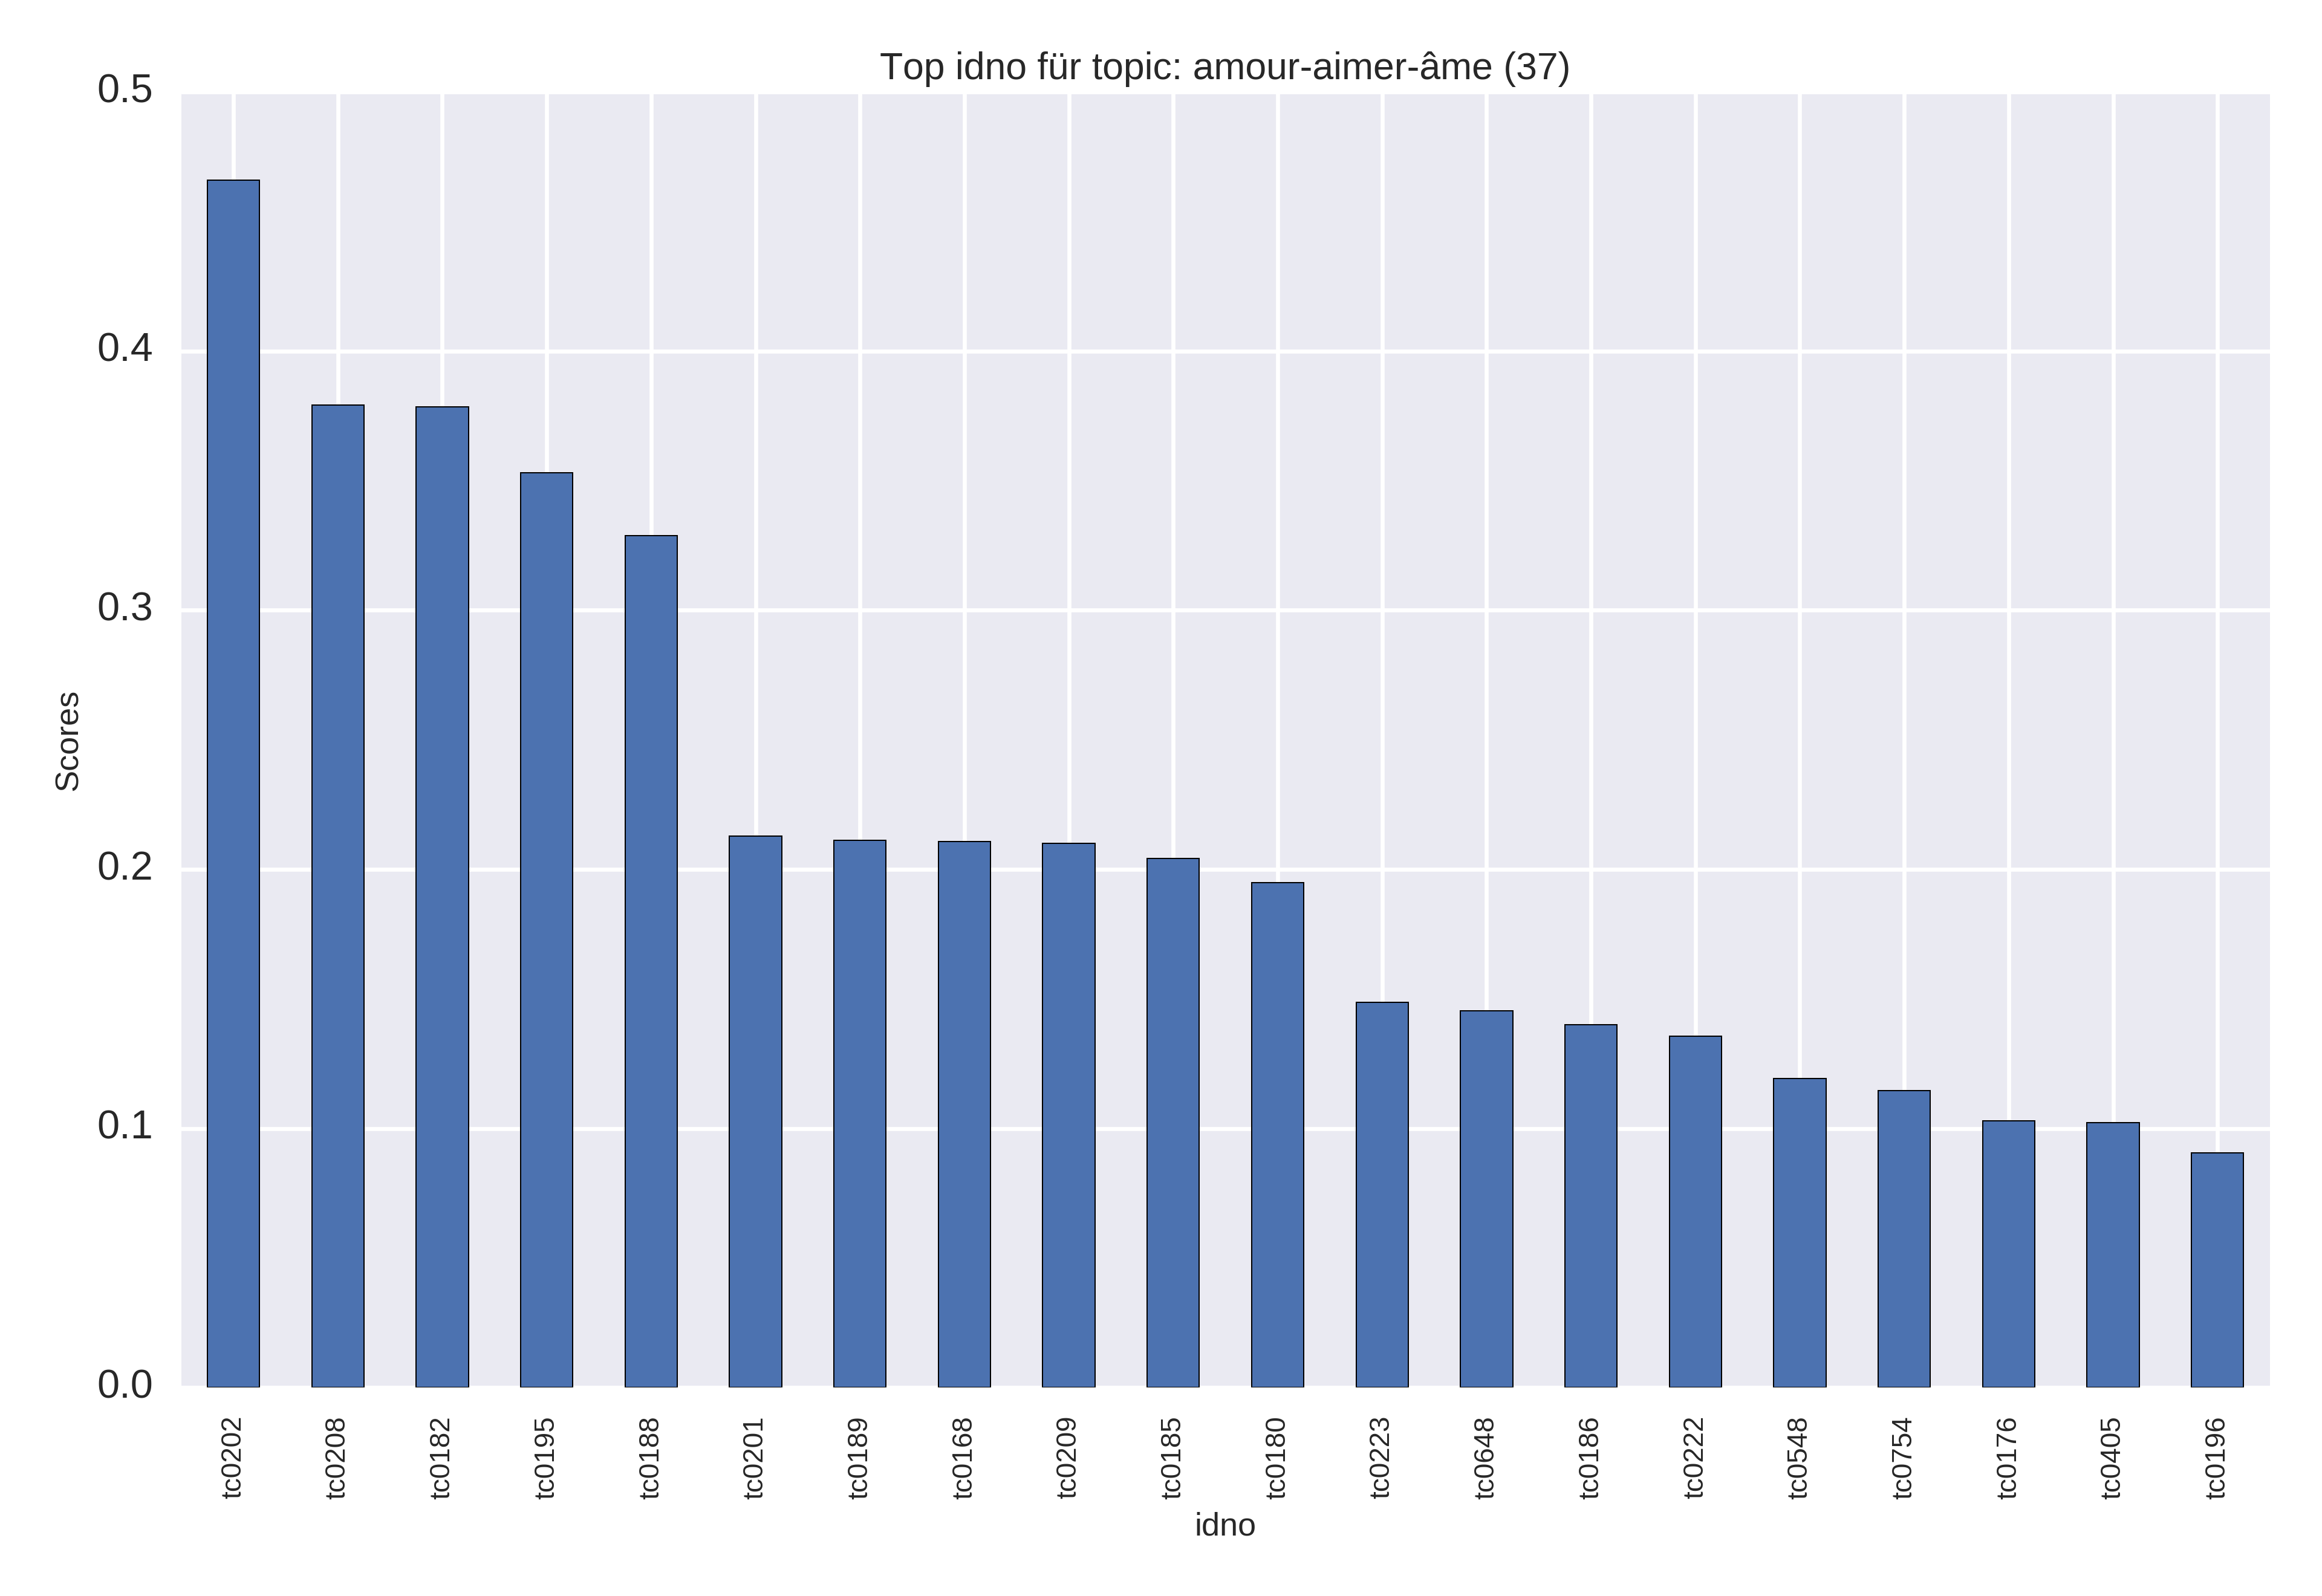 Top idno für topic: amour-aimer-âme (37)
0.5
0.4
0.3
0.2
0.1
0.0
Scores
tc0202
tc0208
tc0182
tc0195
tc0188
tc0201
tc0189
tc0168
tc0209
tc0185
tc0180
tc0223
tc0648
tc0186
tc0222
tc0548
tc0754
tc0176
tc0405
tc0196
idno